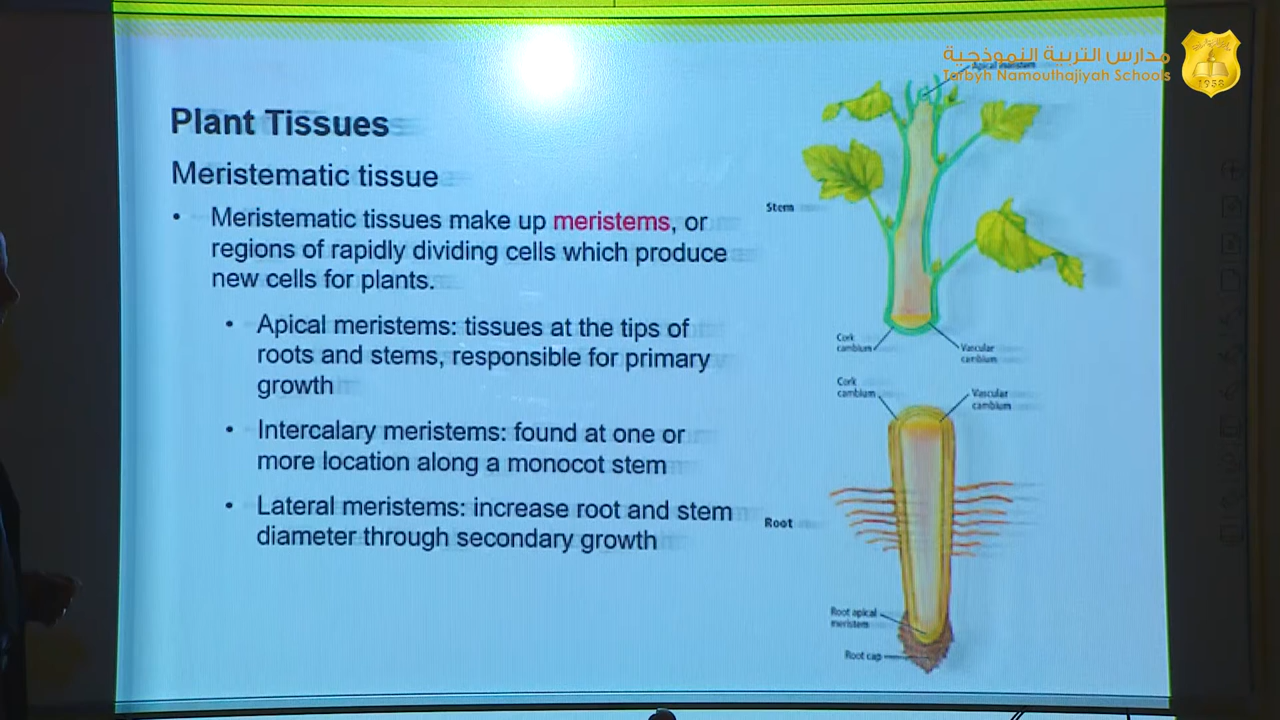 مدارس التربية النموذجية
Tarbyh Namouthajiyah Schools
1958
Plant Tissues
Meristematic tissue
• Meristematic tissues make up meristems, or
regions of rapidly dividing cells which produce
new cells for plants.
• Apical meristems: tissues at the tips of
roots and stems, responsible for primary
growth
• Intercalary meristems: found at one or
more location along a monocot stem
• Lateral meristems: increase root and stem
diameter through secondary growth
Apical meristem
Stem
Cork
cambium
Vascular
cambium
Cork
cambium
Vascular
cambium
Root
Root apical
meristem
Root cap